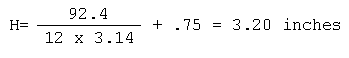 92.4
H= ――――― + .75 = 3.20 inches
12 x 3.14